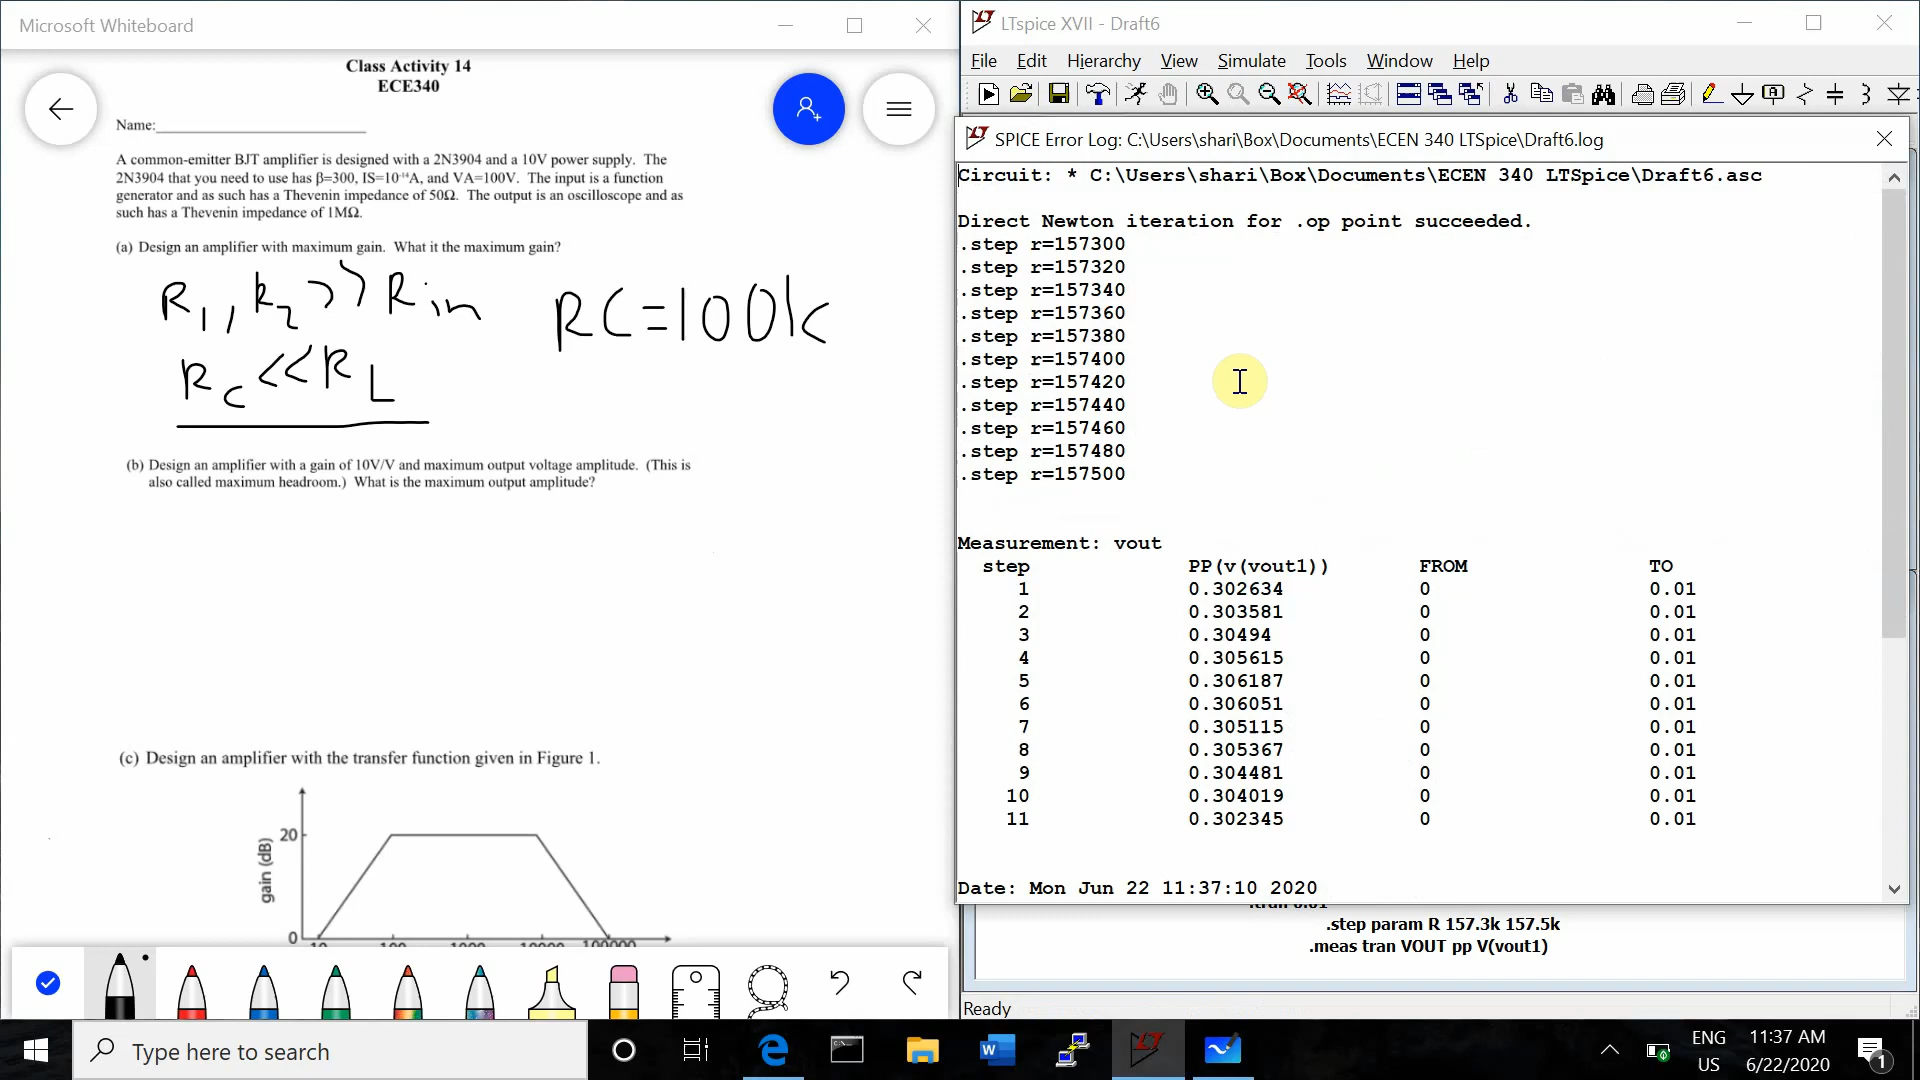 Microsoft Whiteboard
Class Activity 14
ECE340
Name:
A common-emitter BJT amplifier is designed with a 2N3904 and a 10V power supply. The
2N3904 that you need to use has β=300, IS=10⁻¹⁴A, and VA=100V. The input is a function
generator and as such has a Thevenin impedance of 50Ω. The output is an oscilloscope and as
such has a Thevenin impedance of 1MΩ.
(a) Design an amplifier with maximum gain. What it the maximum gain?
R₁, R₂ >> Rin
RC=100k
RC << RL
(b) Design an amplifier with a gain of 10V/V and maximum output voltage amplitude. (This is
also called maximum headroom.) What is the maximum output amplitude?
(c) Design an amplifier with the transfer function given in Figure 1.
gain (dB)
20
0
10 100 1000 10000 100000
LTspice XVII - Draft6
File Edit Hierarchy View Simulate Tools Window Help
SPICE Error Log: C:\Users\shari\Box\Documents\ECEN 340 LTSpice\Draft6.log
Circuit: * C:\Users\shari\Box\Documents\ECEN 340 LTSpice\Draft6.asc
Direct Newton iteration for .op point succeeded.
.step r=157300
.step r=157320
.step r=157340
.step r=157360
.step r=157380
.step r=157400
.step r=157420
.step r=157440
.step r=157460
.step r=157480
.step r=157500
Measurement: vout
step PP(v(vout1)) FROM TO
1 0.302634 0 0.01
2 0.303581 0 0.01
3 0.30494 0 0.01
4 0.305615 0 0.01
5 0.306187 0 0.01
6 0.306051 0 0.01
7 0.305115 0 0.01
8 0.305367 0 0.01
9 0.304481 0 0.01
10 0.304019 0 0.01
11 0.302345 0 0.01
Date: Mon Jun 22 11:37:10 2020
.tran 0.01
.step param R 157.3k 157.5k
.meas tran VOUT pp V(vout1)
Ready
Type here to search
ENG
US
11:37 AM
6/22/2020
1